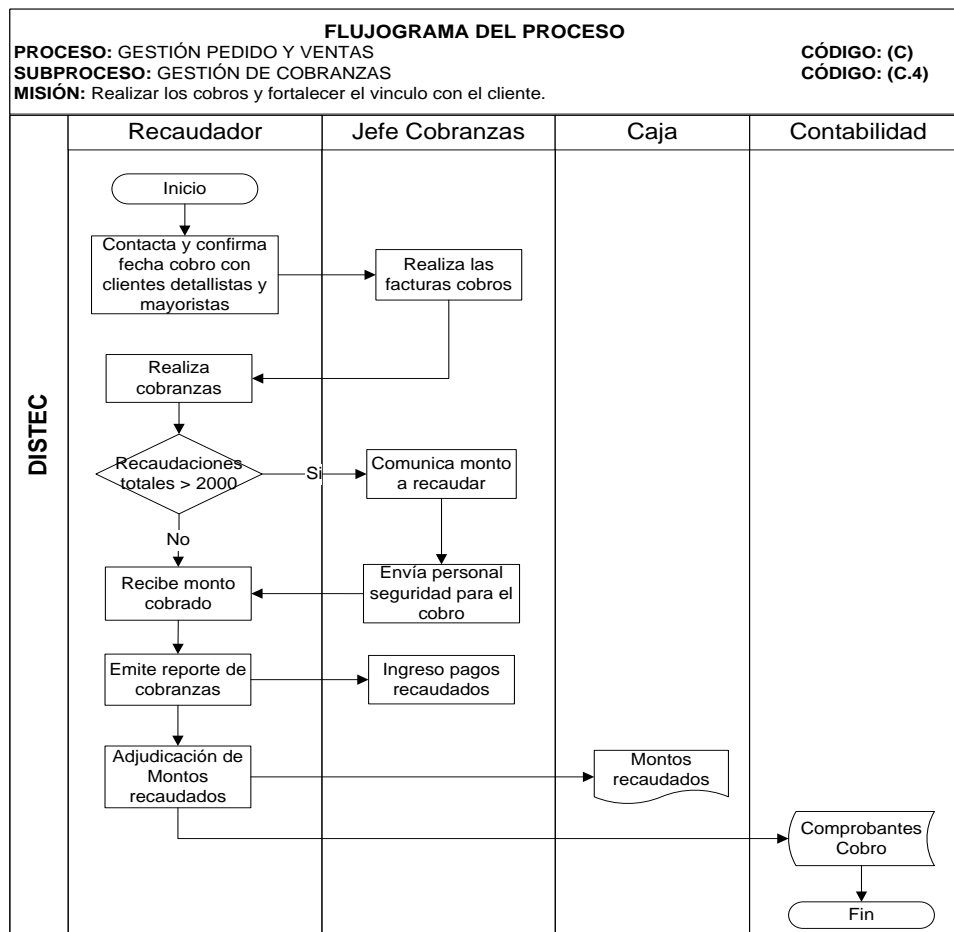 FLUJOGRAMA DEL PROCESO
PROCESO: GESTIÓN PEDIDO Y VENTAS
CÓDIGO: (C)
SUBPROCESO: GESTIÓN DE COBRANZAS
CÓDIGO: (C.4)
MISIÓN: Realizar los cobros y fortalecer el vinculo con el cliente.
Recaudador
Jefe Cobranzas
Caja
Contabilidad
DISTEC
Inicio
Contacta y confirma
fecha cobro con
clientes detallistas y
mayoristas
Realiza las
facturas cobros
Realiza
cobranzas
Recaudaciones
totales > 2000
Si
Comunica monto
a recaudar
No
Recibe monto
cobrado
Envía personal
seguridad para el
cobro
Emite reporte de
cobranzas
Ingreso pagos
recaudados
Adjudicación de
Montos
recaudados
Montos
recaudados
Comprobantes
Cobro
Fin